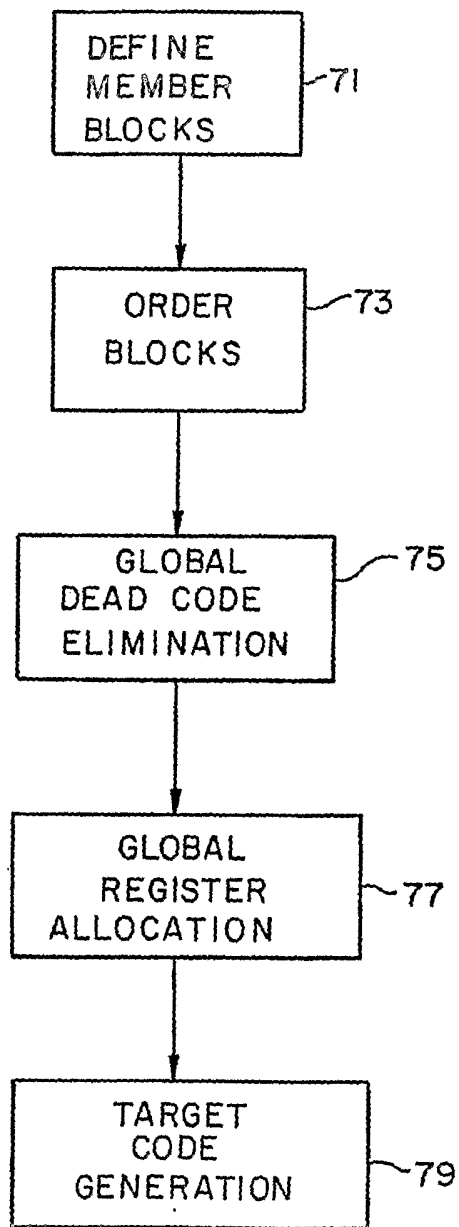 DEFINE
MEMBER
BLOCKS
71
ORDER
BLOCKS
73
GLOBAL
DEAD CODE
ELIMINATION
75
GLOBAL
REGISTER
ALLOCATION
77
TARGET
CODE
GENERATION
79